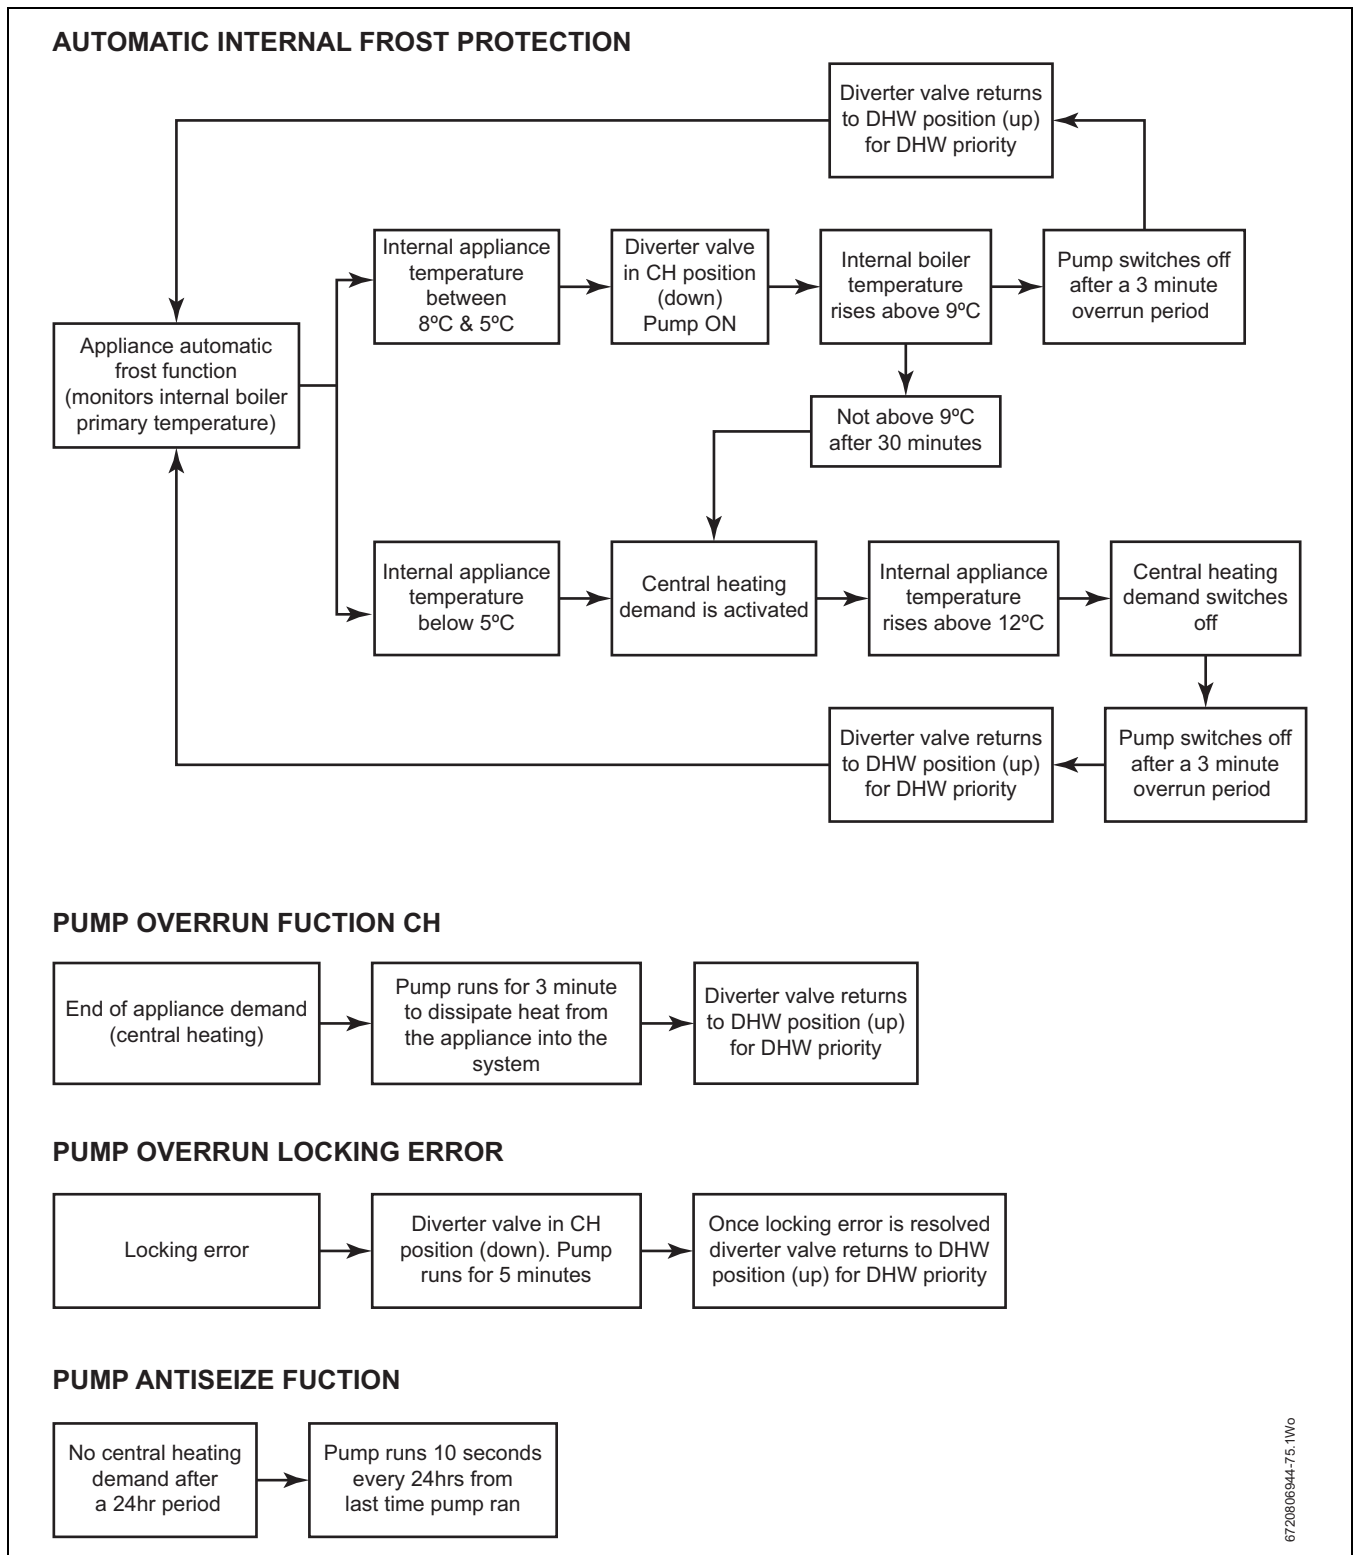 AUTOMATIC INTERNAL FROST PROTECTION
Diverter valve returns
to DHW position (up)
for DHW priority
Internal appliance
temperature
between
8ºC & 5ºC
Diverter valve
in CH position
(down)
Pump ON
Internal boiler
temperature
rises above 9ºC
Pump switches off
after a 3 minute
overrun period
Appliance automatic
frost function
(monitors internal boiler
primary temperature)
Not above 9ºC
after 30 minutes
Internal appliance
temperature
below 5ºC
Central heating
demand is activated
Internal appliance
temperature
rises above 12ºC
Central heating
demand switches
off
Diverter valve returns
to DHW position (up)
for DHW priority
Pump switches off
after a 3 minute
overrun period
PUMP OVERRUN FUCTION CH
End of appliance demand
(central heating)
Pump runs for 3 minute
to dissipate heat from
the appliance into the
system
Diverter valve returns
to DHW position (up)
for DHW priority
PUMP OVERRUN LOCKING ERROR
Locking error
Diverter valve in CH
position (down). Pump
runs for 5 minutes
Once locking error is resolved
diverter valve returns to DHW
position (up) for DHW priority
PUMP ANTISEIZE FUCTION
No central heating
demand after
a 24hr period
Pump runs 10 seconds
every 24hrs from
last time pump ran
6720806944-75.1Wo